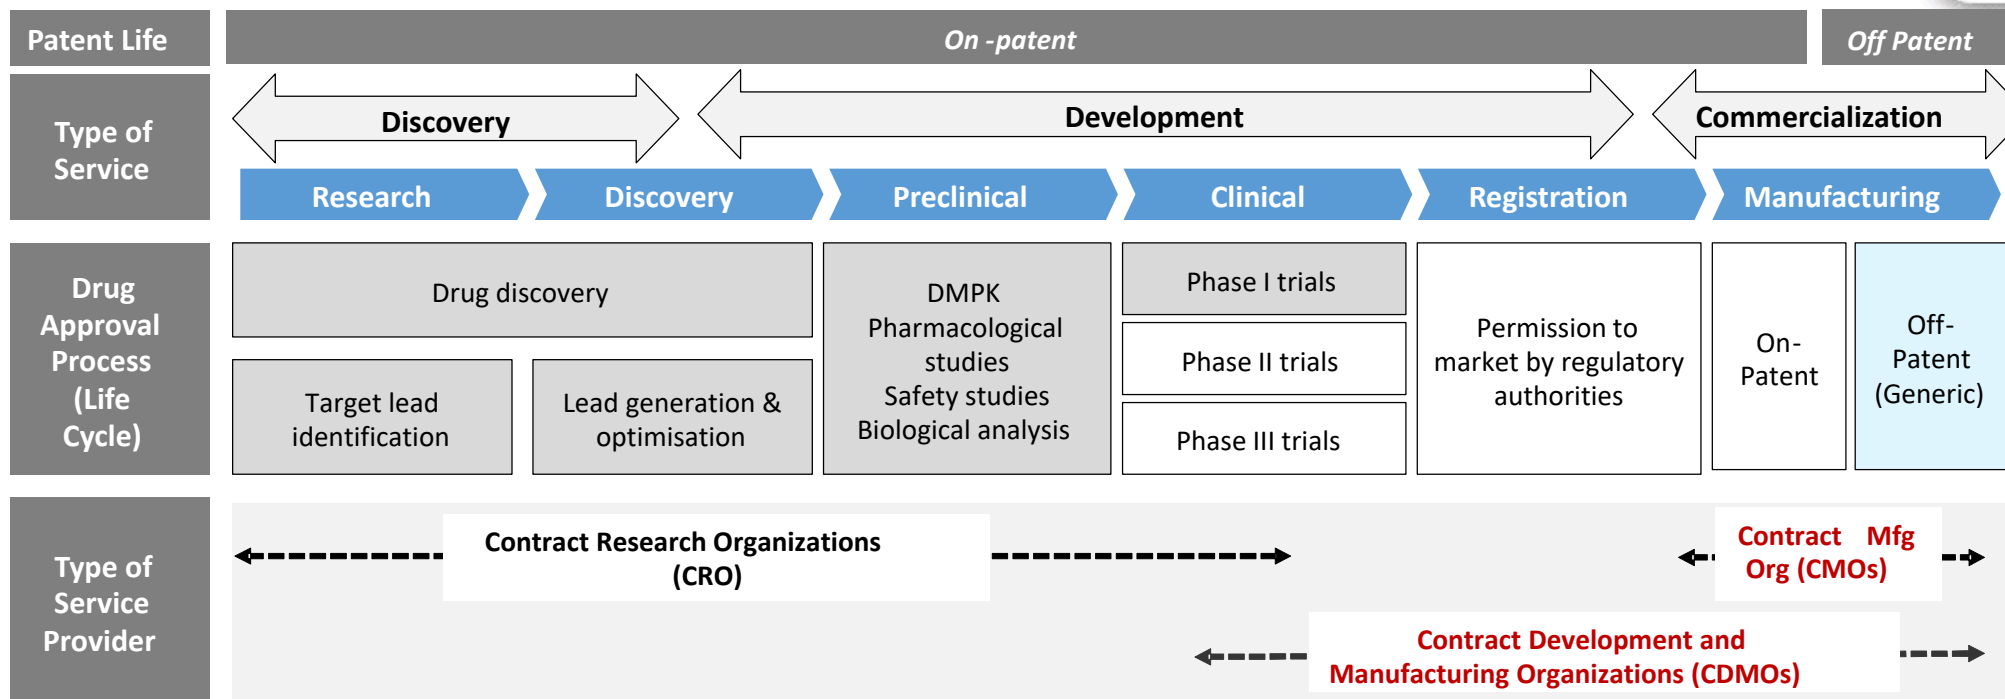 Patent Life
On -patent
Off Patent
Type of
Service
Discovery
Development
Commercialization
Research
Discovery
Preclinical
Clinical
Registration
Manufacturing
Drug
Approval
Process
(Life
Cycle)
Drug discovery
Target lead
identification
Lead generation &
optimisation
DMPK
Pharmacological
studies
Safety studies
Biological analysis
Phase I trials
Phase II trials
Phase III trials
Permission to
market by regulatory
authorities
On-
Patent
Off-
Patent
(Generic)
Type of
Service
Provider
Contract Research Organizations
(CRO)
Contract Mfg
Org (CMOs)
Contract Development and
Manufacturing Organizations (CDMOs)